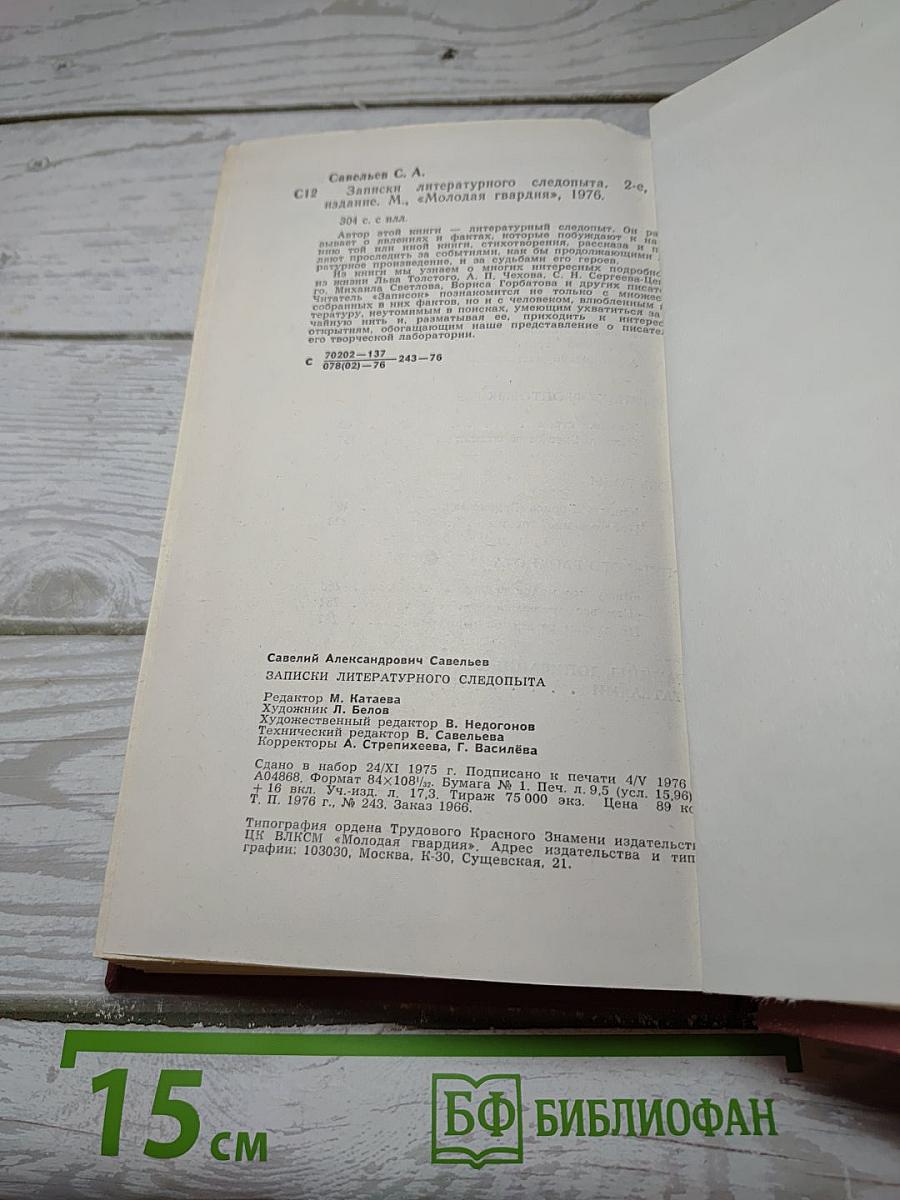 Савельев С. А.
С12 Записки литературного следопыта. 2-е,
издание. М., «Молодая гвардия», 1976.
304 с. с илл.
Автор этой книги — литературный следопыт. Он ра
вывает о явлениях и фактах, которые побуждают к на
нию той или иной книги, стихотворения, рассказа и п
ляют проследить за событиями, как бы продолжающими
ратурное произведение, и за судьбами его героев.
Из книги мы узнаем о многих интересных подробно
из жизни Льва Толстого, А. П. Чехова, С. Н. Сергеева-Цен
го, Михаила Светлова, Бориса Горбатова и других писат
Читатель «Записок» познакомится не только с множес
собранных в них фактов, но и с человеком, влюбленным
тературу, неутомимым в поисках, умеющим ухватиться за
чайную нить и, разматывая ее, приходить к интерес
открытиям, обогащающим наше представление о писате
его творческой лаборатории.
С 70202—137
078(02)—76 —243—76
Савелий Александрович Савельев
ЗАПИСКИ ЛИТЕРАТУРНОГО СЛЕДОПЫТА
Редактор М. Катаева
Художник Л. Белов
Художественный редактор В. Недогонов
Технический редактор В. Савельева
Корректоры А. Стрепихеева, Г. Василёва
Сдано в набор 24/XI 1975 г. Подписано к печати 4/V 1976
А04868. Формат 84×108¹/₃₂. Бумага № 1. Печ. л. 9,5 (усл. 15,96)
+ 16 вкл. Уч.-изд. л. 17,3. Тираж 75 000 экз. Цена 89 ко
Т. П. 1976 г., № 243. Заказ 1966.
Типография ордена Трудового Красного Знамени издательст
ЦК ВЛКСМ «Молодая гвардия». Адрес издательства и тип
графии: 103030, Москва, К-30, Сущевская, 21.
15 см
БФ БИБЛИОФАН